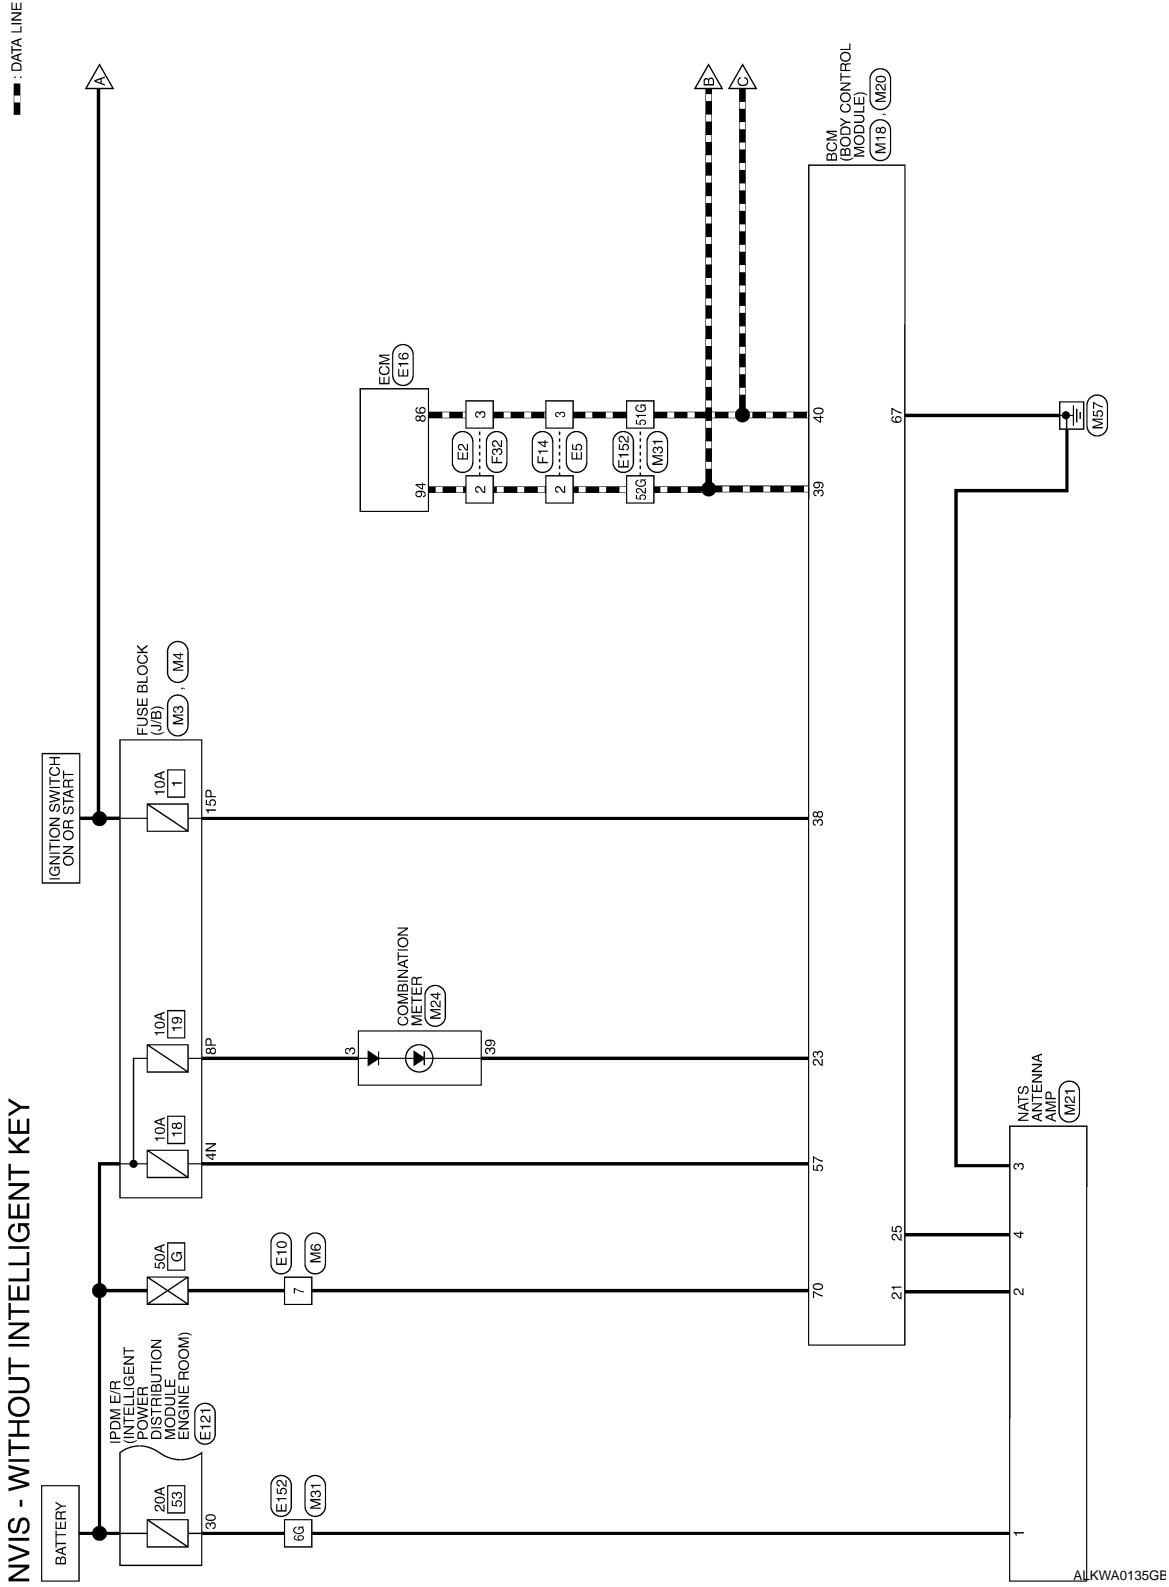 NVIS - WITHOUT INTELLIGENT KEY
: DATA LINE
BATTERY
IGNITION SWITCH
ON OR START
A
IPDM E/R
(INTELLIGENT
POWER
DISTRIBUTION
MODULE
ENGINE ROOM)
E121
20A
53
30
50A
G
10A
18
4N
10A
19
8P
10A
1
15P
FUSE BLOCK
(J/B)
M3 , M4
E152
M31
6G
E10
M6
7
3
COMBINATION
METER
M24
39
ECM
E16
94
86
2
E2
F32
3
2
F14
E5
3
52G
E152
M31
51G
B
C
70
57
23
38
39
40
BCM
(BODY CONTROL
MODULE)
M18 , M20
21
25
67
1
2
4
3
NATS
ANTENNA
AMP
M21
M57
ALKWA0135GB